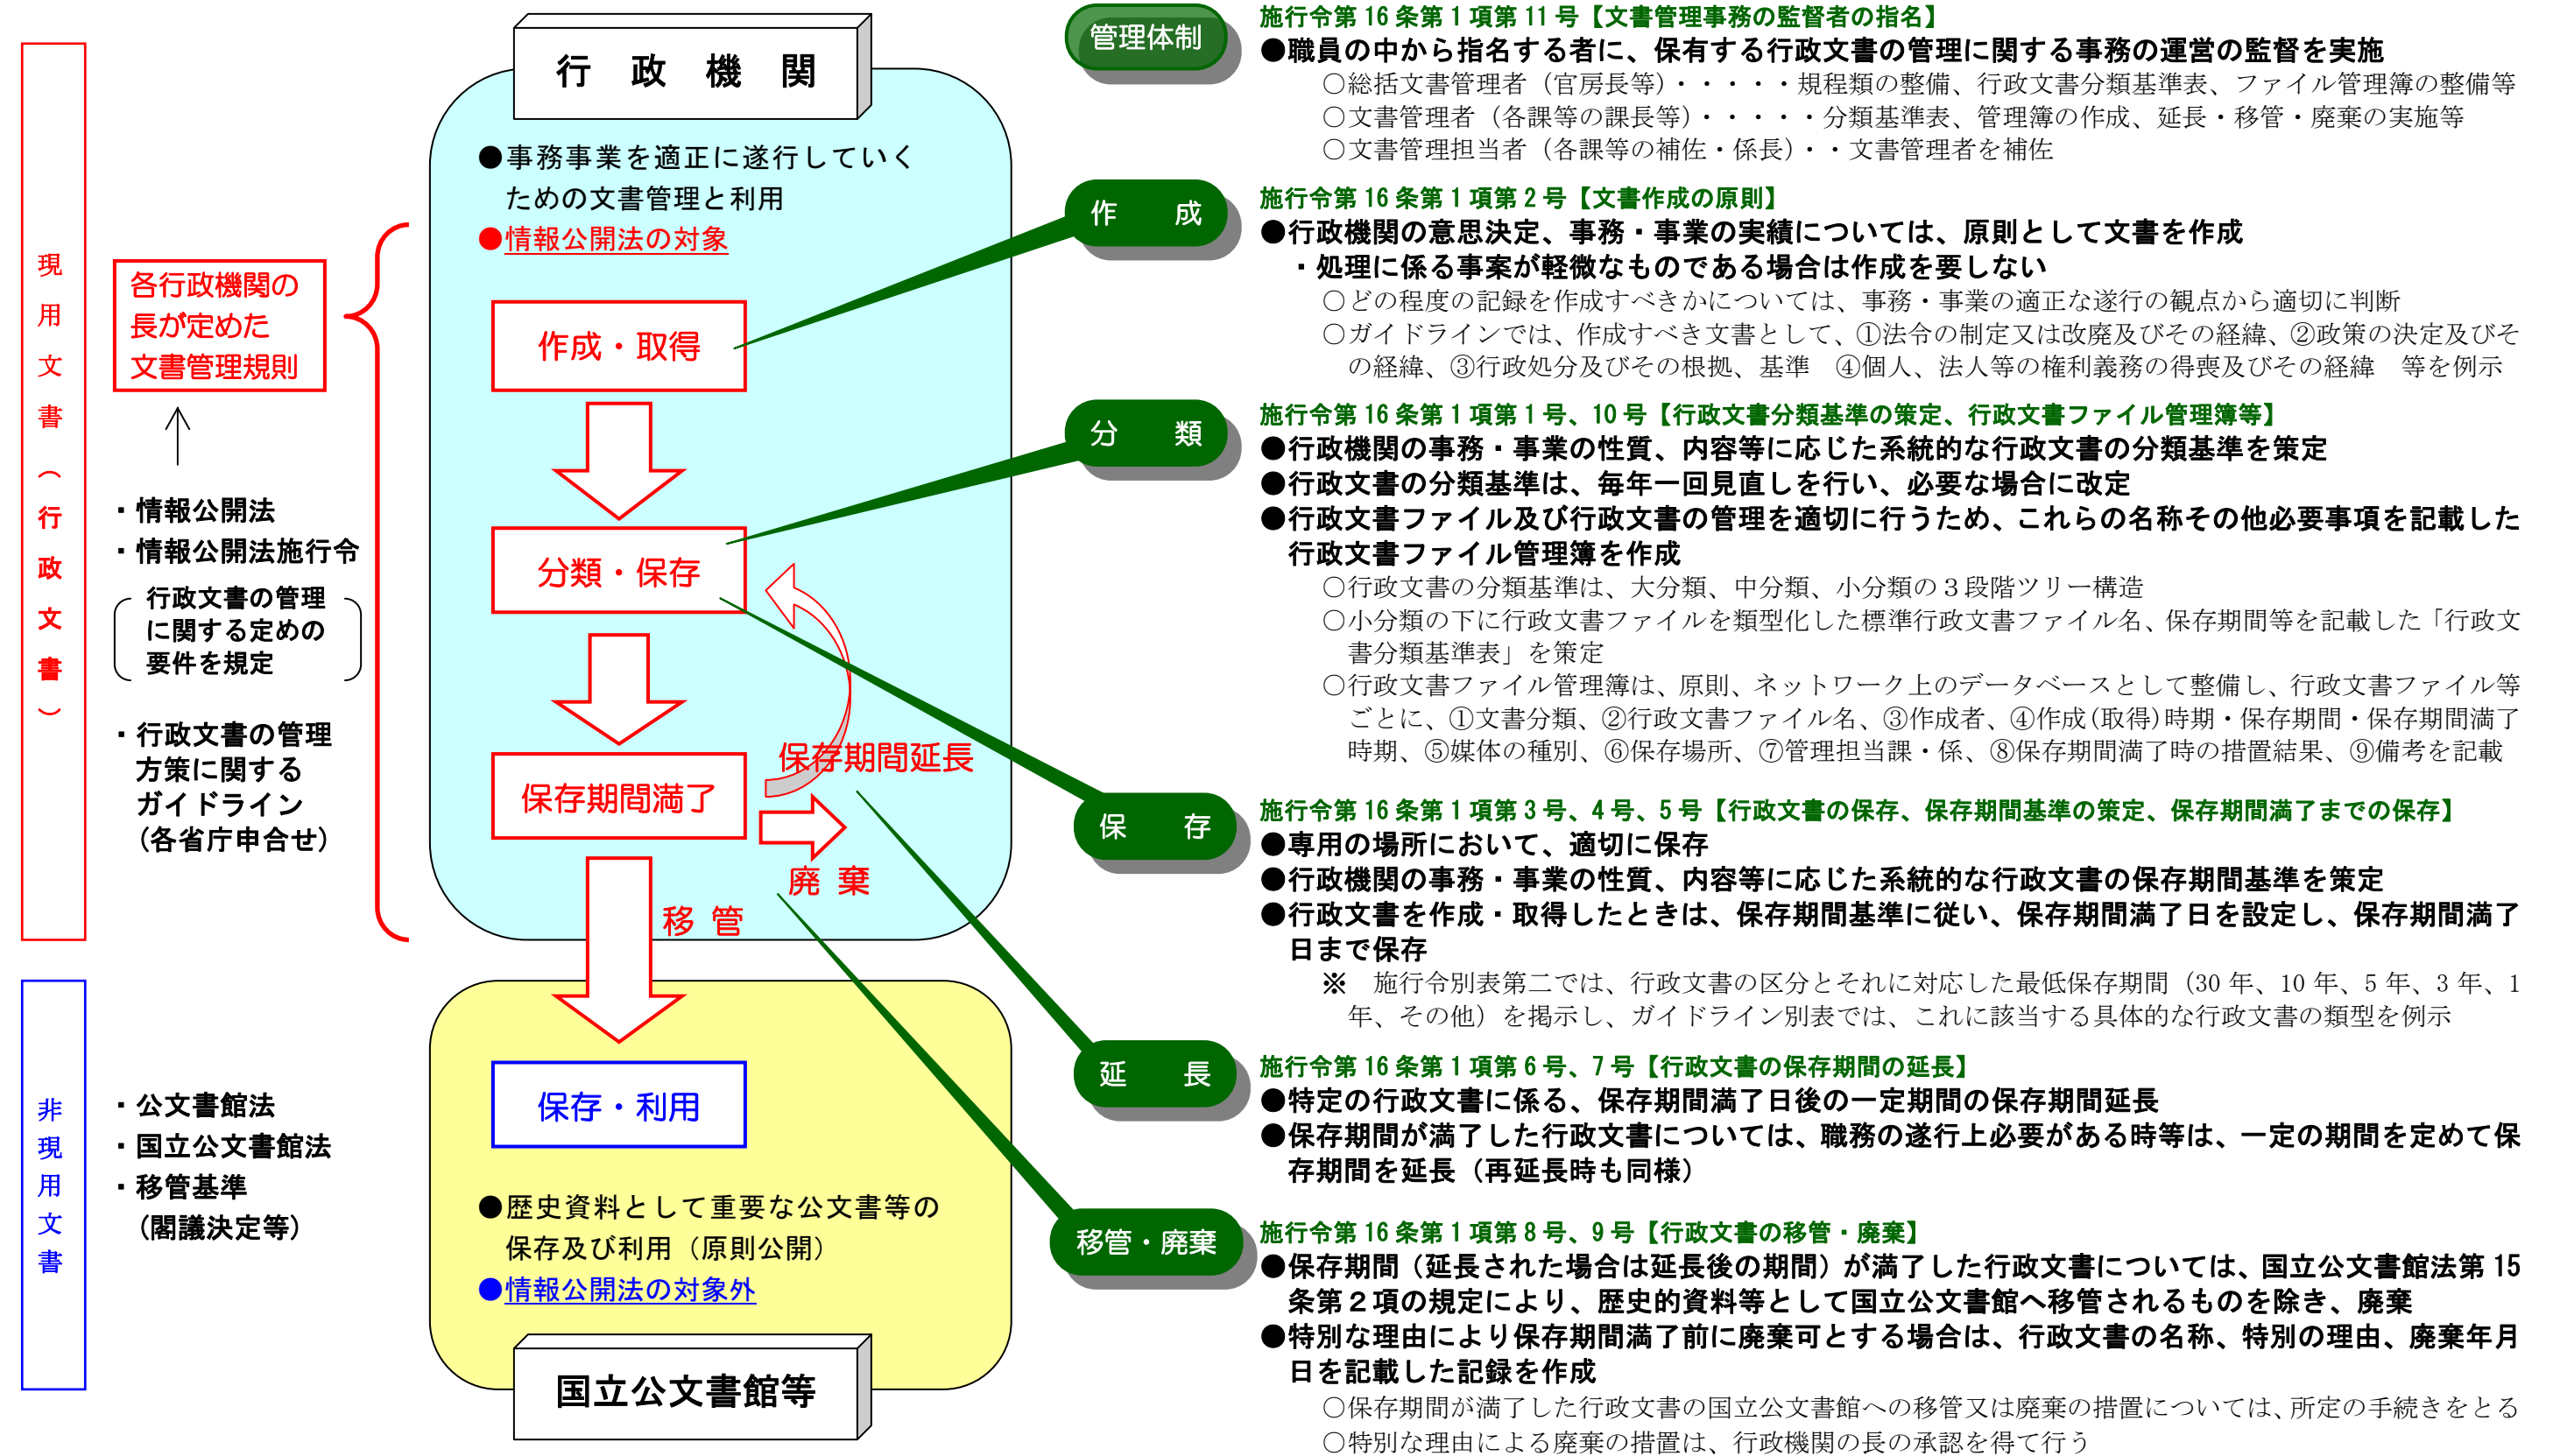 現用文書（行政文書）
各行政機関の
長が定めた
文書管理規則
・情報公開法
・情報公開法施行令
行政文書の管理
に関する定めの
要件を規定
・行政文書の管理
方策に関する
ガイドライン
（各省庁申合せ）
非現用文書
・公文書館法
・国立公文書館法
・移管基準
（閣議決定等）
行政機関
●事務事業を適正に遂行していく
ための文書管理と利用
●情報公開法の対象
作成・取得
分類・保存
保存期間延長
保存期間満了
廃棄
移管
保存・利用
●歴史資料として重要な公文書等の
保存及び利用（原則公開）
●情報公開法の対象外
国立公文書館等
管理体制
施行令第16条第1項第11号【文書管理事務の監督者の指名】
●職員の中から指名する者に、保有する行政文書の管理に関する事務の運営の監督を実施
○総括文書管理者（官房長等）・・・・・規程類の整備、行政文書分類基準表、ファイル管理簿の整備等
○文書管理者（各課等の課長等）・・・・・分類基準表、管理簿の作成、延長・移管・廃棄の実施等
○文書管理担当者（各課等の補佐・係長）・・文書管理者を補佐
作成
施行令第16条第1項第2号【文書作成の原則】
●行政機関の意思決定、事務・事業の実績については、原則として文書を作成
・処理に係る事案が軽微なものである場合は作成を要しない
○どの程度の記録を作成すべきかについては、事務・事業の適正な遂行の観点から適切に判断
○ガイドラインでは、作成すべき文書として、①法令の制定又は改廃及びその経緯、②政策の決定及びそ
の経緯、③行政処分及びその根拠、基準　④個人、法人等の権利義務の得喪及びその経緯　等を例示
分類
施行令第16条第1項第1号、10号【行政文書分類基準の策定、行政文書ファイル管理簿等】
●行政機関の事務・事業の性質、内容等に応じた系統的な行政文書の分類基準を策定
●行政文書の分類基準は、毎年一回見直しを行い、必要な場合に改定
●行政文書ファイル及び行政文書の管理を適切に行うため、これらの名称その他必要事項を記載した
行政文書ファイル管理簿を作成
○行政文書の分類基準は、大分類、中分類、小分類の３段階ツリー構造
○小分類の下に行政文書ファイルを類型化した標準行政文書ファイル名、保存期間等を記載した「行政文
書分類基準表」を策定
○行政文書ファイル管理簿は、原則、ネットワーク上のデータベースとして整備し、行政文書ファイル等
ごとに、①文書分類、②行政文書ファイル名、③作成者、④作成(取得)時期・保存期間・保存期間満了
時期、⑤媒体の種別、⑥保存場所、⑦管理担当課・係、⑧保存期間満了時の措置結果、⑨備考を記載
保存
施行令第16条第1項第3号、4号、5号【行政文書の保存、保存期間基準の策定、保存期間満了までの保存】
●専用の場所において、適切に保存
●行政機関の事務・事業の性質、内容等に応じた系統的な行政文書の保存期間基準を策定
●行政文書を作成・取得したときは、保存期間基準に従い、保存期間満了日を設定し、保存期間満了
日まで保存
※　施行令別表第二では、行政文書の区分とそれに対応した最低保存期間（30年、10年、5年、3年、1
年、その他）を掲示し、ガイドライン別表では、これに該当する具体的な行政文書の類型を例示
延長
施行令第16条第1項第6号、7号【行政文書の保存期間の延長】
●特定の行政文書に係る、保存期間満了日後の一定期間の保存期間延長
●保存期間が満了した行政文書については、職務の遂行上必要がある時等は、一定の期間を定めて保
存期間を延長（再延長時も同様）
移管・廃棄
施行令第16条第1項第8号、9号【行政文書の移管・廃棄】
●保存期間（延長された場合は延長後の期間）が満了した行政文書については、国立公文書館法第15
条第２項の規定により、歴史的資料等として国立公文書館へ移管されるものを除き、廃棄
●特別な理由により保存期間満了前に廃棄可とする場合は、行政文書の名称、特別の理由、廃棄年月
日を記載した記録を作成
○保存期間が満了した行政文書の国立公文書館への移管又は廃棄の措置については、所定の手続きをとる
○特別な理由による廃棄の措置は、行政機関の長の承認を得て行う